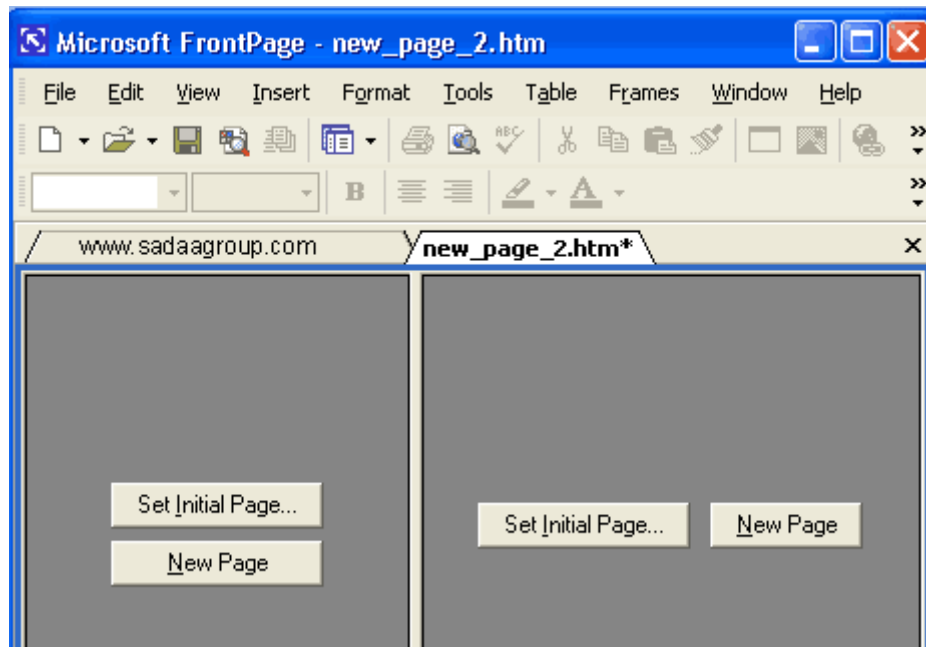 Microsoft FrontPage - new_page_2.htm
File Edit View Insert Format Tools Table Frames Window Help
ABC
B A
www.sadaagroup.com new_page_2.htm*
Set Initial Page...
New Page
Set Initial Page... New Page